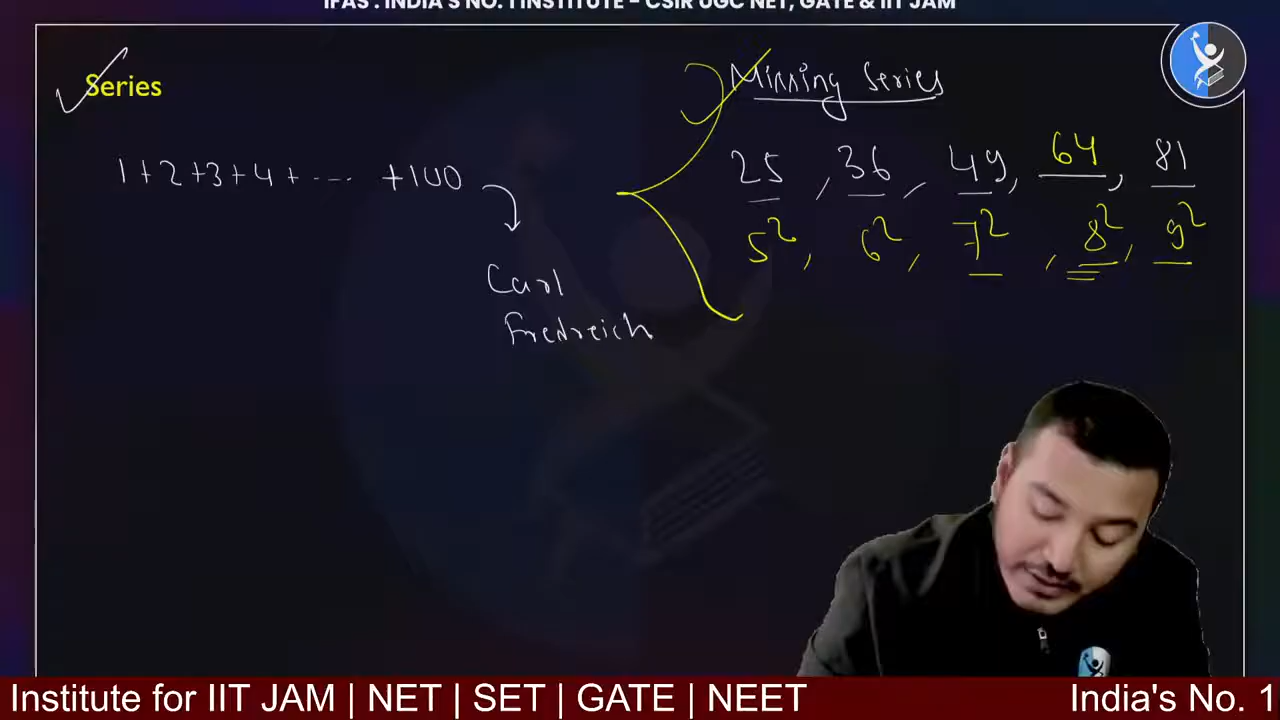 IFAS : INDIA'S NO. 1 INSTITUTE - CSIR UGC NET, GATE & IIT JAM
Series
1+2+3+4+ .... +100
Carl
Fredreich
Missing Series
25, 36, 49, 64, 81
5², 6², 7², 8², 9²
Institute for IIT JAM | NET | SET | GATE | NEET
India's No. 1